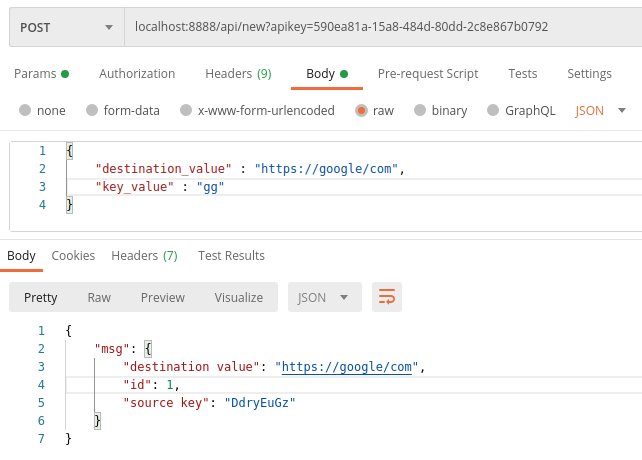 POST localhost:8888/api/new?apikey=590ea81a-15a8-484d-80dd-2c8e867b0792
Params Authorization Headers (9) Body Pre-request Script Tests Settings
none form-data x-www-form-urlencoded raw binary GraphQL JSON
1 {
2 "destination_value" : "https://google/com",
3 "key_value" : "gg"
4 }
Body Cookies Headers (7) Test Results
Pretty Raw Preview Visualize JSON
1 {
2 "msg": {
3 "destination value": "https://google/com",
4 "id": 1,
5 "source key": "DdryEuGz"
6 }
7 }